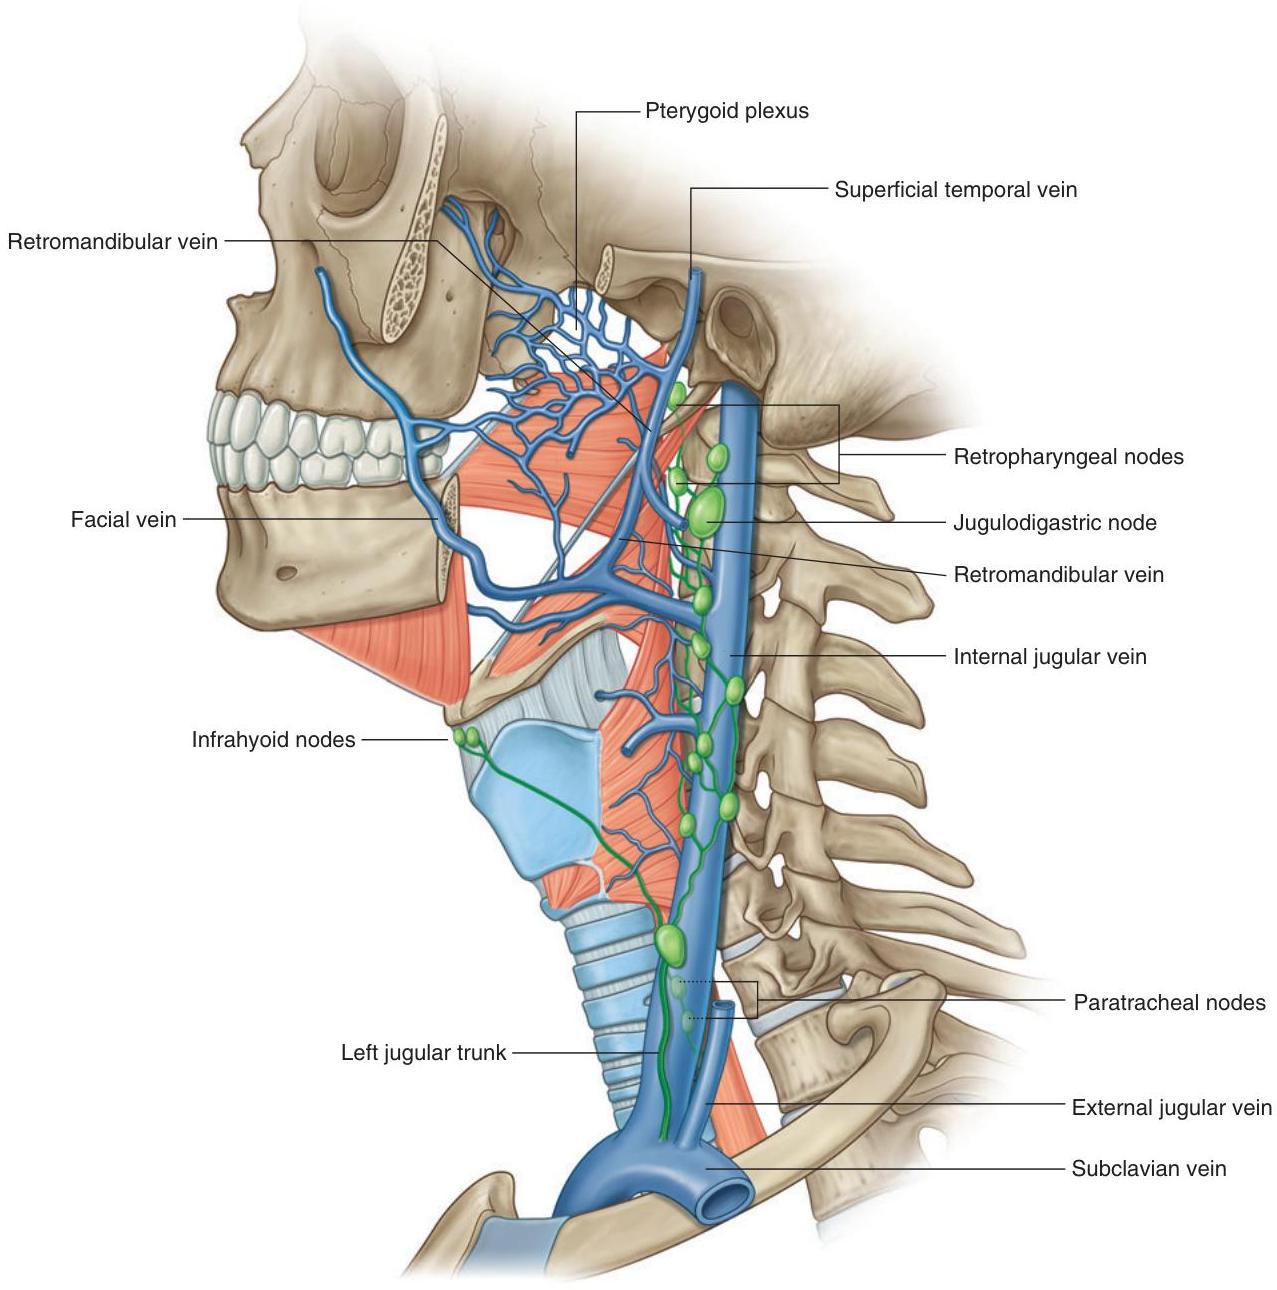 Pterygoid plexus
Superficial temporal vein
Retromandibular vein
Retropharyngeal nodes
Facial vein
Jugulodigastric node
Retromandibular vein
Internal jugular vein
Infrahyoid nodes
Paratracheal nodes
Left jugular trunk
External jugular vein
Subclavian vein